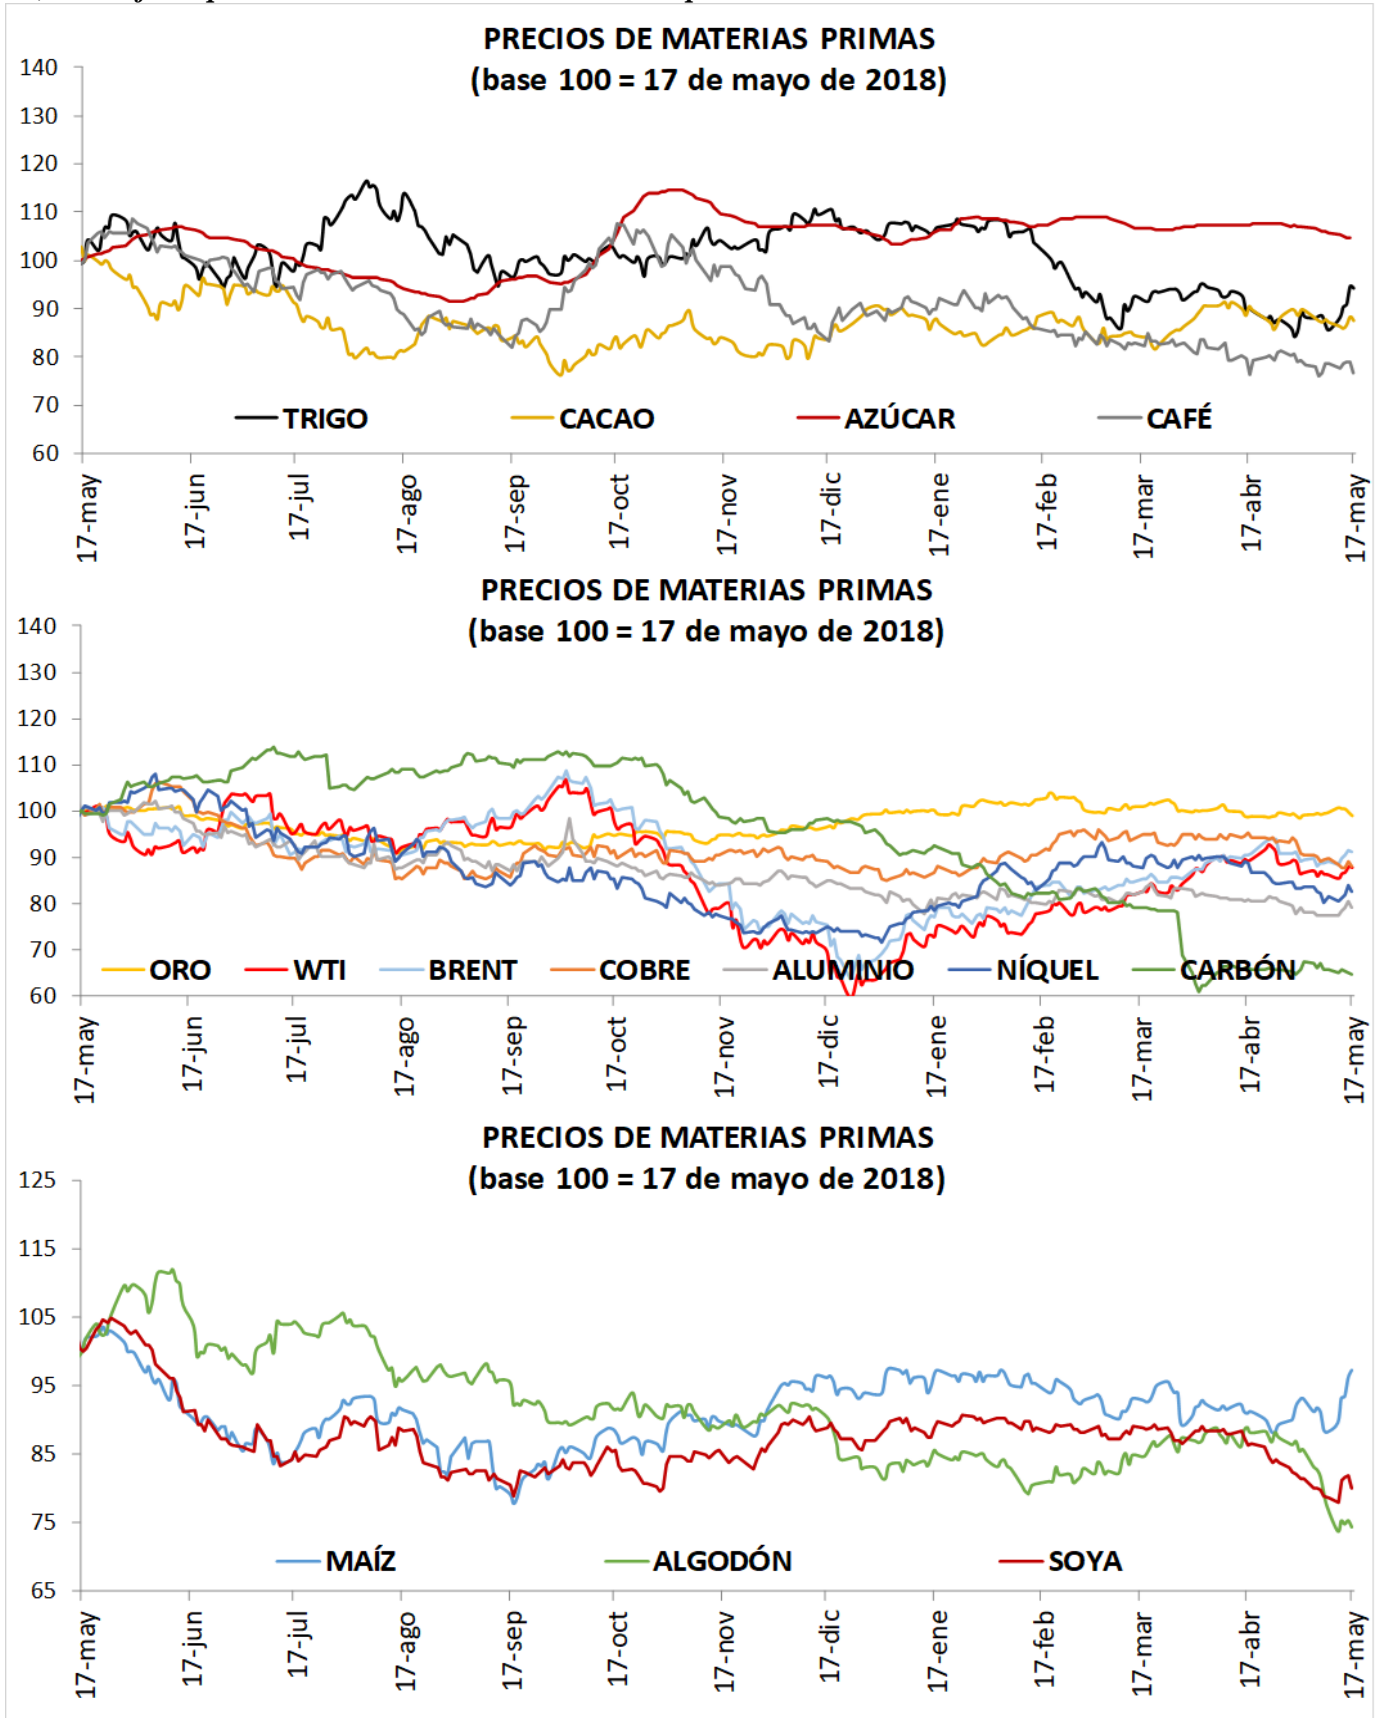 PRECIOS DE MATERIAS PRIMAS
(base 100 = 17 de mayo de 2018)
140
130
120
110
100
90
80
70
60
TRIGO CACAO AZÚCAR CAFÉ
17-may 17-jun 17-jul 17-ago 17-sep 17-oct 17-nov 17-dic 17-ene 17-feb 17-mar 17-abr 17-may
PRECIOS DE MATERIAS PRIMAS
(base 100 = 17 de mayo de 2018)
140
130
120
110
100
90
80
70
60
ORO WTI BRENT COBRE ALUMINIO NÍQUEL CARBÓN
17-may 17-jun 17-jul 17-ago 17-sep 17-oct 17-nov 17-dic 17-ene 17-feb 17-mar 17-abr 17-may
PRECIOS DE MATERIAS PRIMAS
(base 100 = 17 de mayo de 2018)
125
115
105
95
85
75
65
MAÍZ ALGODÓN SOYA
17-may 17-jun 17-jul 17-ago 17-sep 17-oct 17-nov 17-dic 17-ene 17-feb 17-mar 17-abr 17-may